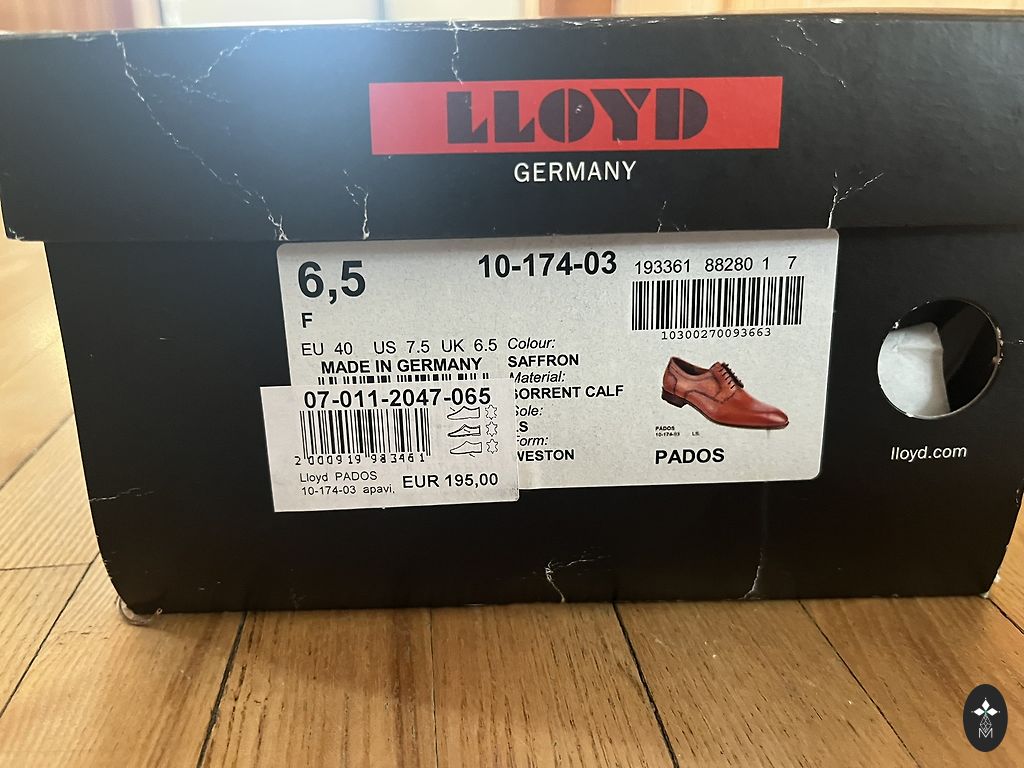 LLOYD
GERMANY
6,5
F
EU 40 US 7.5 UK 6.5
MADE IN GERMANY
10-174-03
193361 88280 1 7
10300270093663
Colour:
SAFFRON
Material:
SORRENT CALF
Sole:
LS
Form:
WESTON
PADOS
10-174-03 LS
PADOS
07-011-2047-065
2 000919 983461
Lloyd PADOS
10-174-03 apavi,
EUR 195,00
lloyd.com
M